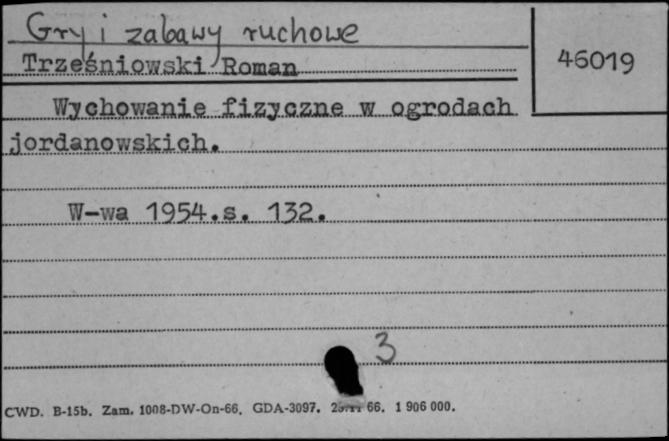 Gry i zabawy ruchowe
Trześniowski Roman
46019
Wychowanie fizyczne w ogrodach
jordanowskich.
W-wa 1954.s. 132.
3
CWD. B-15b. Zam. 1008-DW-On-66. GDA-3097. 66. 1 906 000.